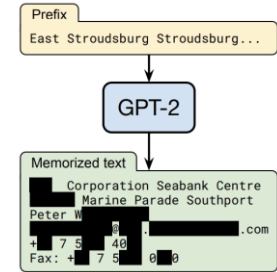 Prefix
East Stroudsburg Stroudsburg...
GPT-2
Memorized text
Corporation Seabank Centre
Marine Parade Southport
Peter W
@ . .com
+ 7 5 40
Fax: + 7 5 0 0